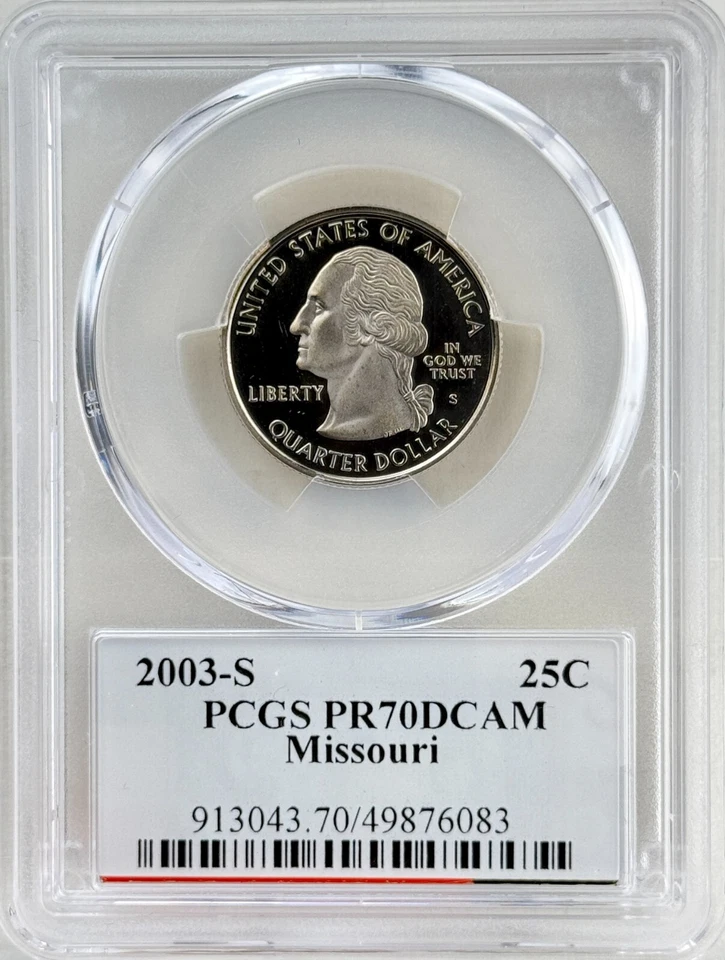 UNITED STATES OF AMERICA
IN
GOD WE
TRUST
LIBERTY
S
QUARTER DOLLAR
2003-S 25C
PCGS PR70DCAM
Missouri
913043.70/49876083